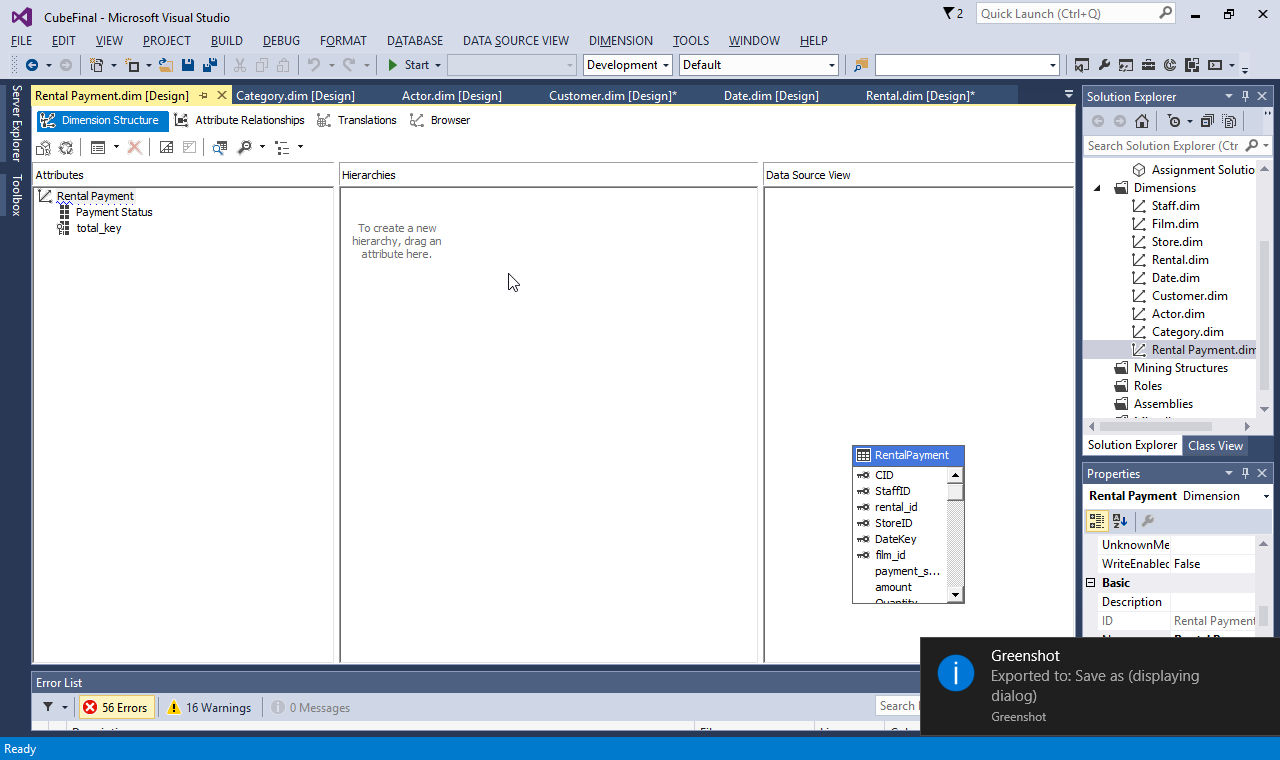 CubeFinal - Microsoft Visual Studio
2
Quick Launch (Ctrl+Q)
FILE EDIT VIEW PROJECT BUILD DEBUG FORMAT DATABASE DATA SOURCE VIEW DIMENSION TOOLS WINDOW HELP
Start Development Default
Server Explorer
Toolbox
Rental Payment.dim [Design] Category.dim [Design] Actor.dim [Design] Customer.dim [Design]* Date.dim [Design] Rental.dim [Design]*
Dimension Structure Attribute Relationships Translations Browser
Attributes
Rental Payment
Payment Status
total_key
Hierarchies
To create a new
hierarchy, drag an
attribute here.
Data Source View
RentalPayment
CID
StaffID
rental_id
StoreID
DateKey
film_id
payment_s...
amount
Quantity
Solution Explorer
Search Solution Explorer (Ctr
Assignment Solutio
Dimensions
Staff.dim
Film.dim
Store.dim
Rental.dim
Date.dim
Customer.dim
Actor.dim
Category.dim
Rental Payment.dim
Mining Structures
Roles
Assemblies
Solution Explorer Class View
Properties
Rental Payment Dimension
UnknownMe
WriteEnabled False
Basic
Description
ID Rental Payment
Error List
56 Errors 16 Warnings 0 Messages
Search
Greenshot
Exported to: Save as (displaying
dialog)
Greenshot
Ready